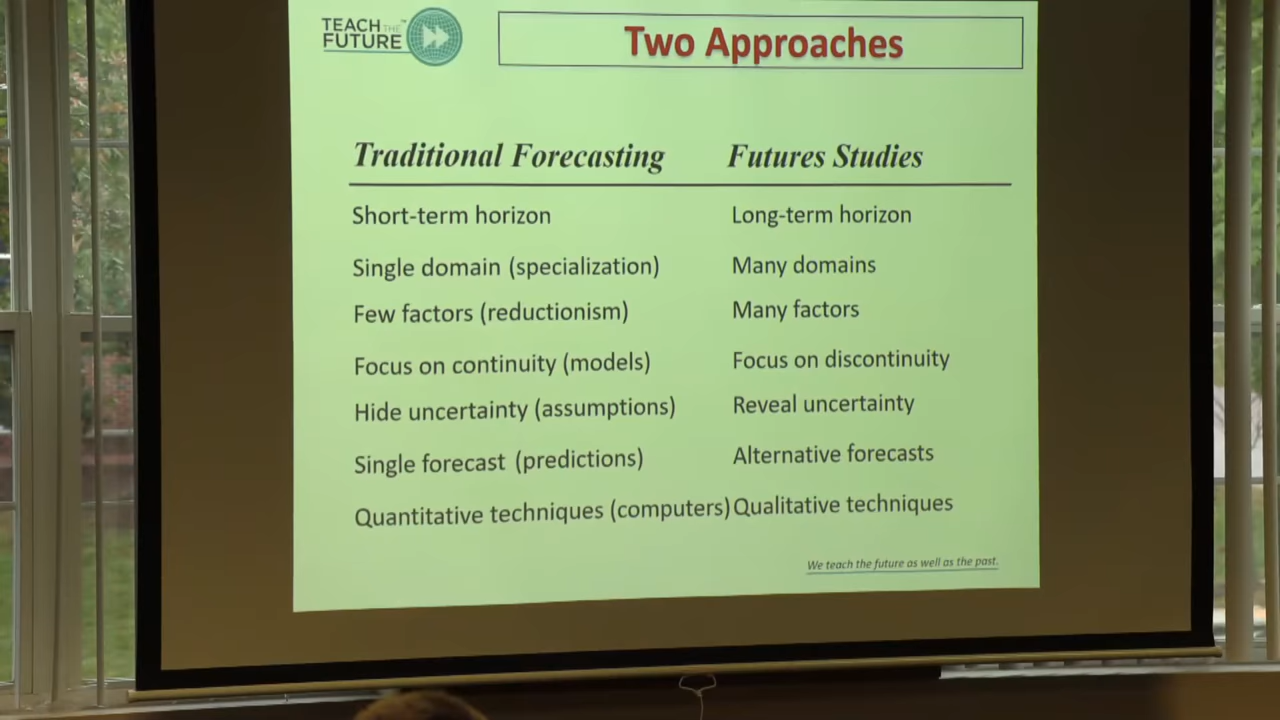 TEACH THE
FUTURE
Two Approaches
Traditional Forecasting Futures Studies
Short-term horizon Long-term horizon
Single domain (specialization) Many domains
Few factors (reductionism) Many factors
Focus on continuity (models) Focus on discontinuity
Hide uncertainty (assumptions) Reveal uncertainty
Single forecast (predictions) Alternative forecasts
Quantitative techniques (computers) Qualitative techniques
We teach the future as well as the past.